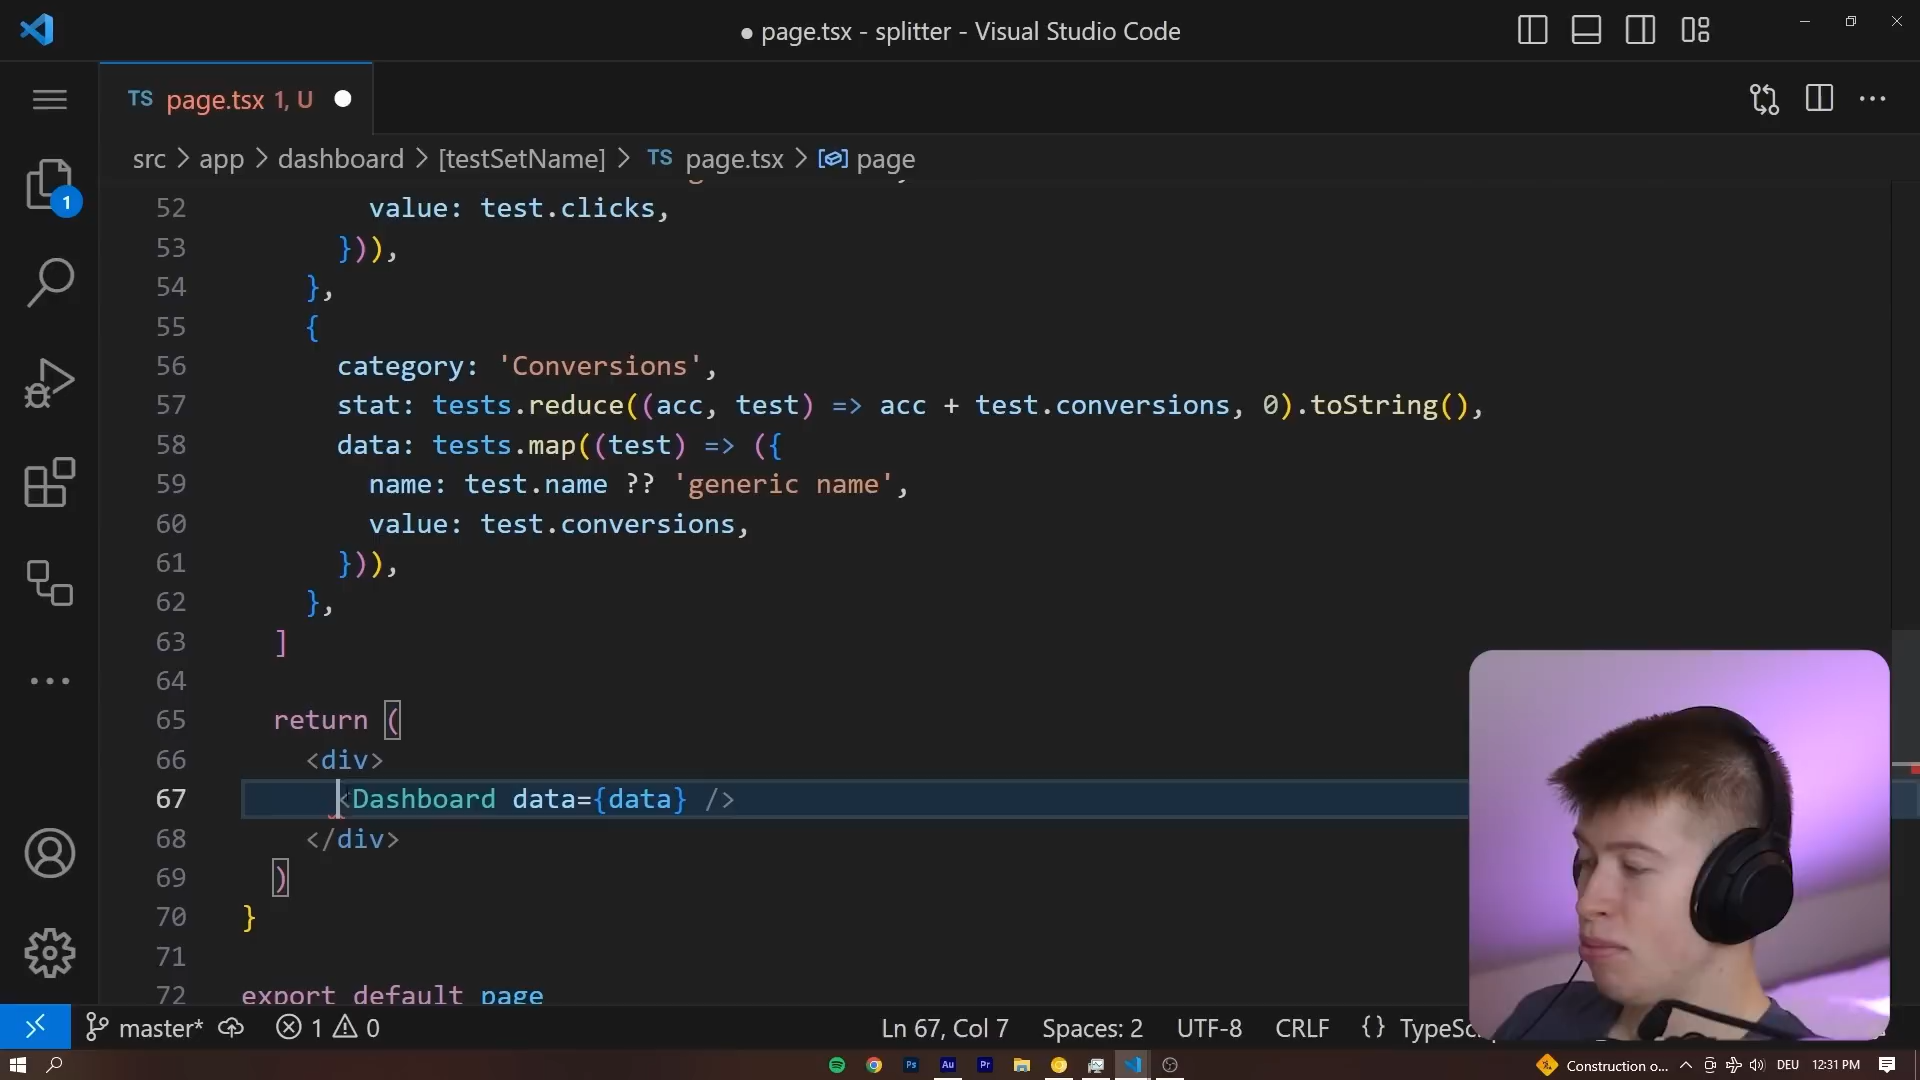 ● page.tsx - splitter - Visual Studio Code
TS page.tsx 1, U
src > app > dashboard > [testSetName] > TS page.tsx > page
52 value: test.clicks,
53 })),
54 },
55 {
56 category: 'Conversions',
57 stat: tests.reduce((acc, test) => acc + test.conversions, 0).toString(),
58 data: tests.map((test) => ({
59 name: test.name ?? 'generic name',
60 value: test.conversions,
61 })),
62 },
63 ]
64
65 return (
66 <div>
67 <Dashboard data={data} />
68 </div>
69 )
70 }
71
72 export default page
1
master* 1 0 Ln 67, Col 7 Spaces: 2 UTF-8 CRLF {}
Ps Au Pr Construction o... DEU 12:31 PM